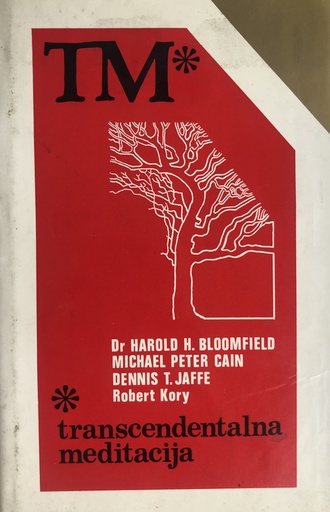 TM*
Dr HAROLD H. BLOOMFIELD
MICHAEL PETER CAIN
DENNIS T. JAFFE
Robert Kory
*
transcendentalna
meditacija